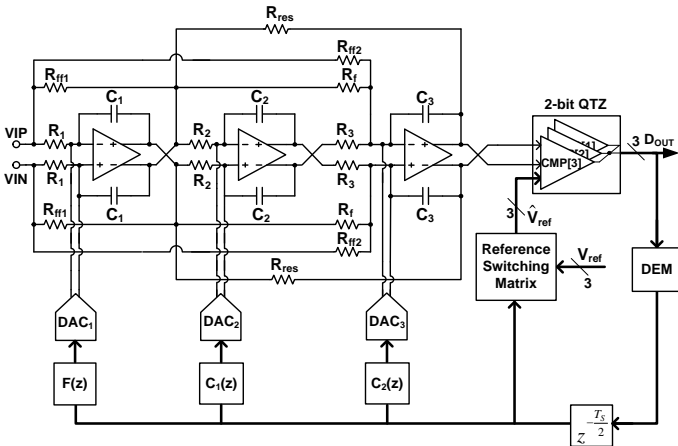 R_res
R_ff2
R_ff1 R_f
C_1 C_2 C_3
2-bit QTZ
VIP R_1 R_2 R_3
[1]
[2]
CMP[3]
3 D_OUT
VIN R_1 R_2 R_3
C_1 C_2 C_3
R_ff1 R_f
R_ff2
R_res
3 V̂_ref
Reference
Switching
Matrix
V_ref
3
DEM
DAC_1 DAC_2 DAC_3
F(z) C_1(z) C_2(z)
z^{-T_S/2}